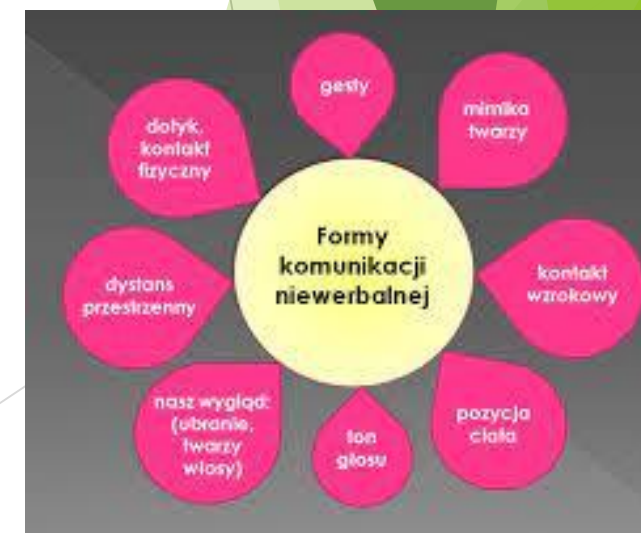 Formy
komunikacji
niewerbalnej
gesty
mimika
twarzy
kontakt
wzrokowy
pozycja
ciała
ton
głosu
nasz wygląd:
(ubranie,
twarzy
włosy)
dystans
przestrzenny
dotyk,
kontakt
fizyczny